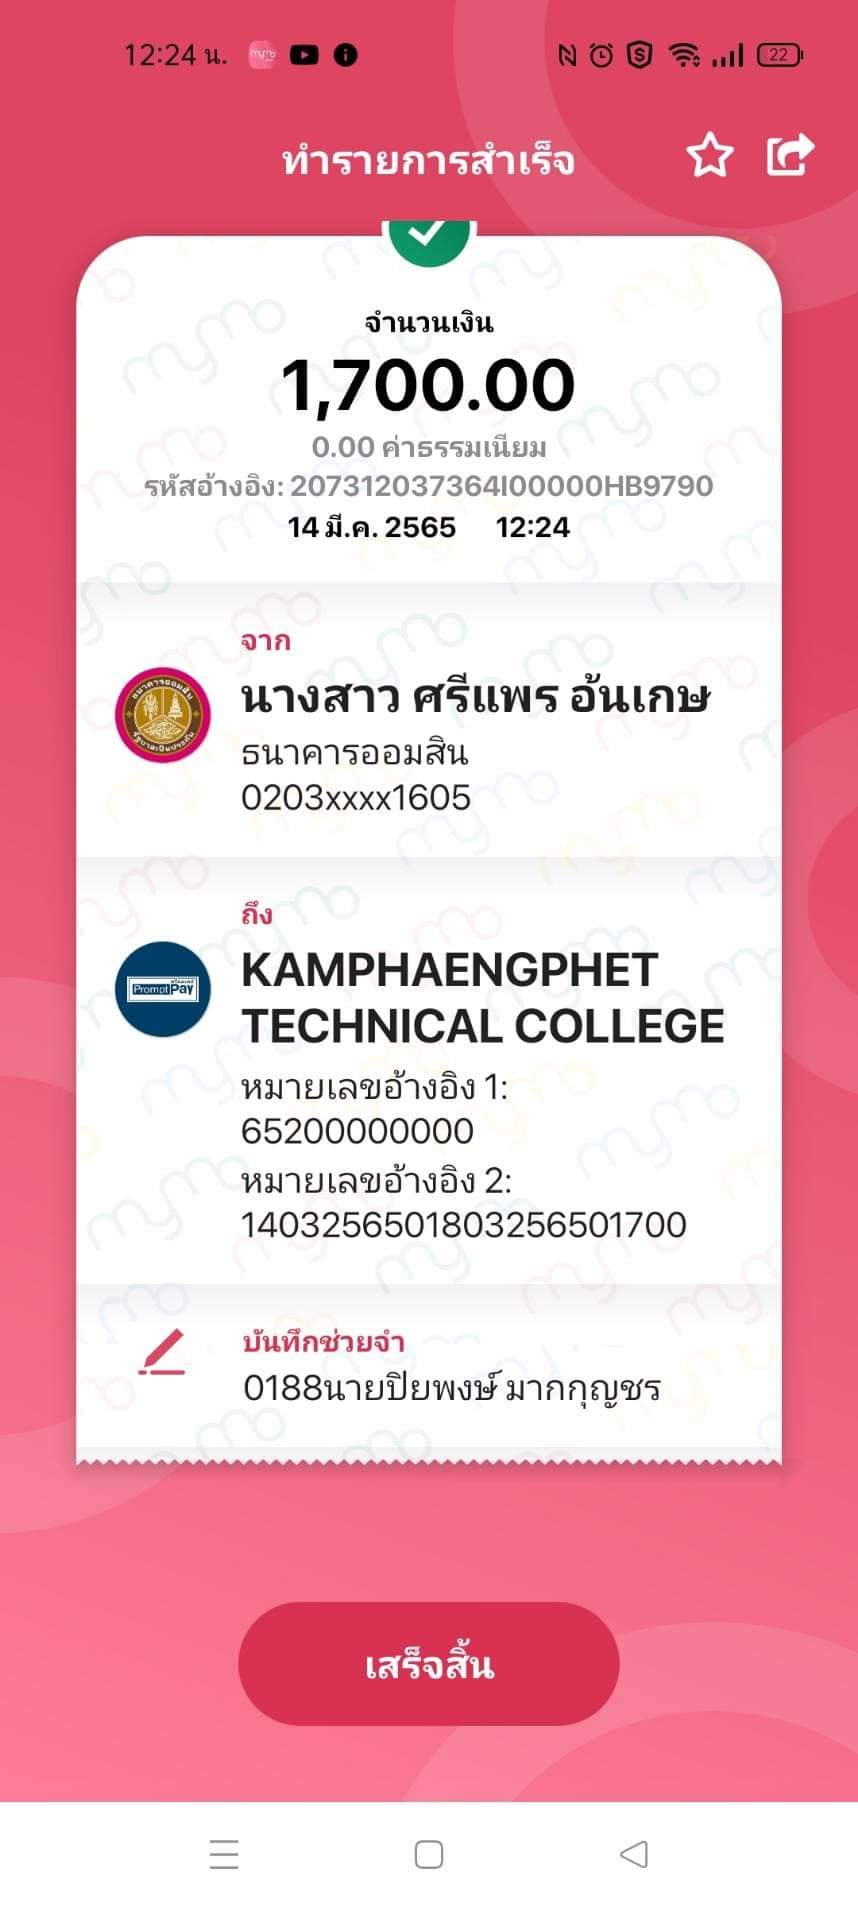 12:24 น.
22
ทำรายการสำเร็จ
จำนวนเงิน
1,700.00
0.00 ค่าธรรมเนียม
รหัสอ้างอิง: 207312037364I00000HB9790
14 มี.ค. 2565 12:24
จาก
นางสาว ศรีแพร อ้นเกษ
ธนาคารออมสิน
0203xxxx1605
ถึง
PromptPay
KAMPHAENGPHET
TECHNICAL COLLEGE
หมายเลขอ้างอิง 1:
65200000000
หมายเลขอ้างอิง 2:
1403256501803256501700
บันทึกช่วยจำ
0188นายปิยพงษ์ มากกุญชร
เสร็จสิ้น